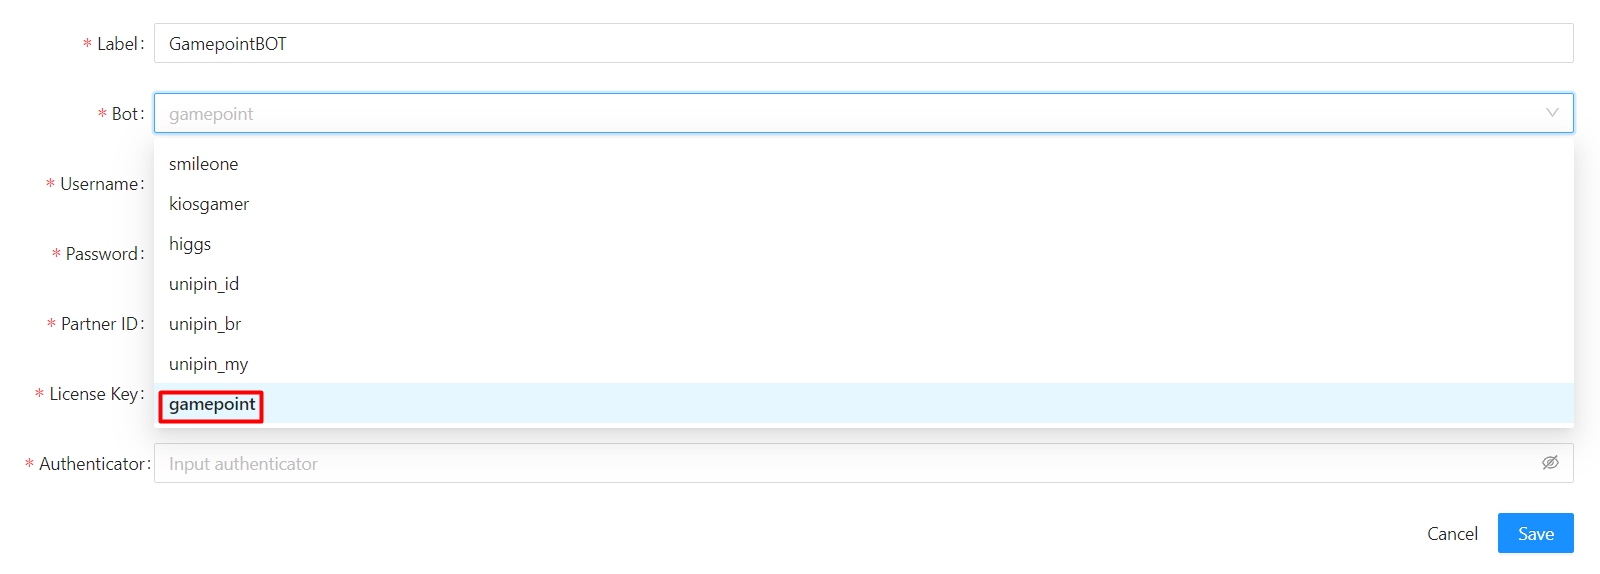 * Label: GamepointBOT
* Bot: gamepoint
smileone
* Username:
kiosgamer
higgs
* Password:
unipin_id
* Partner ID: unipin_br
unipin_my
* License Key:
gamepoint
* Authenticator: Input authenticator
Cancel Save